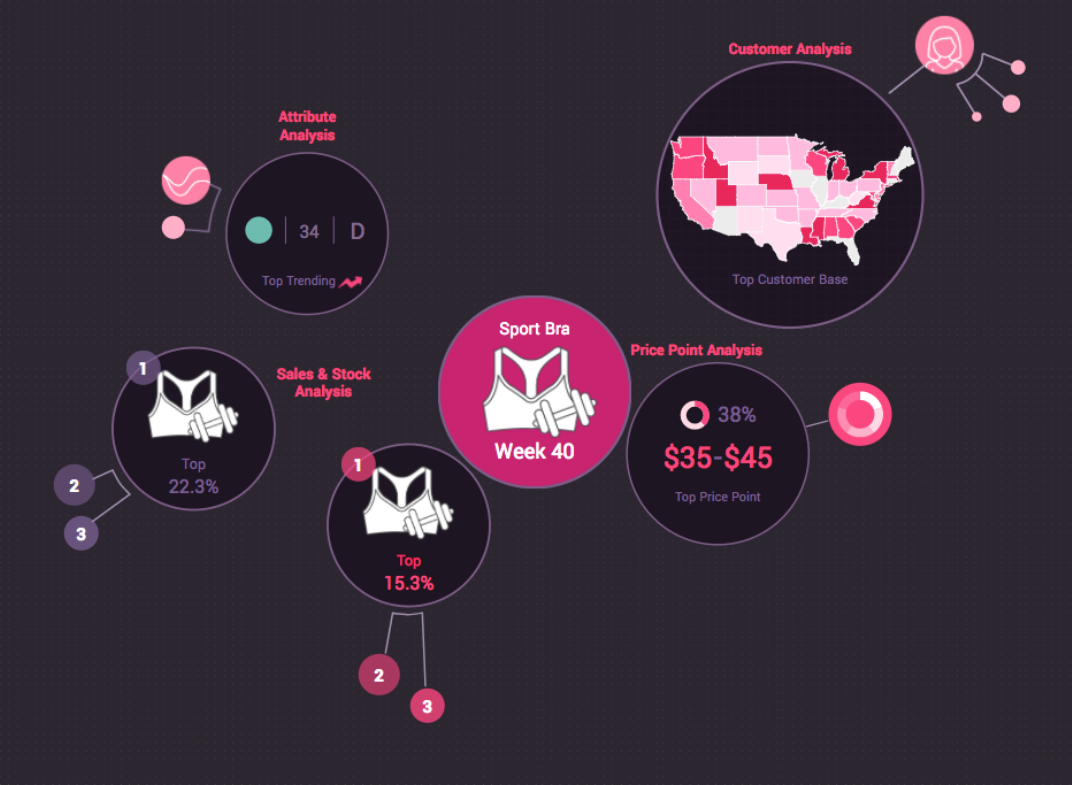 Customer Analysis
Top Customer Base
Attribute
Analysis
34 D
Top Trending
Sport Bra
Week 40
Price Point Analysis
38%
$35-$45
Top Price Point
Sales & Stock
Analysis
1
Top
22.3%
2
3
1
Top
15.3%
2
3